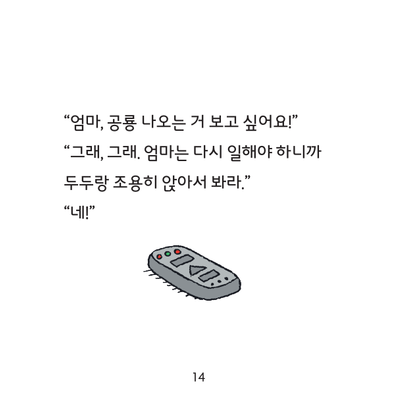 “엄마, 공룡 나오는 거 보고 싶어요!”
“그래, 그래. 엄마는 다시 일해야 하니까
두두랑 조용히 앉아서 봐라.”
“네!”
14